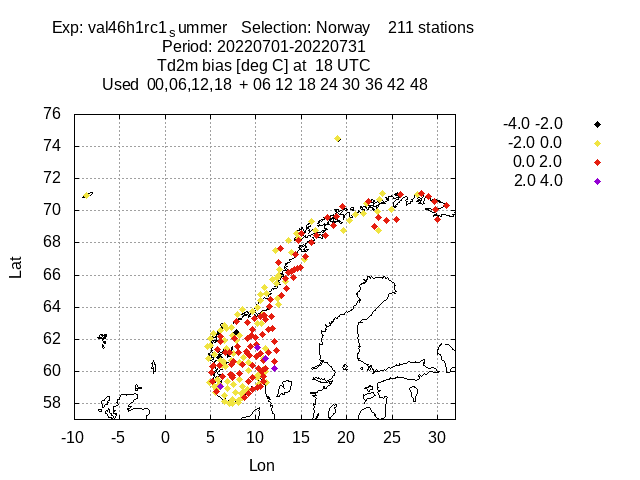 Exp: val46h1rc1summer Selection: Norway 211 stations
Period: 20220701-20220731
Td2m bias [deg C] at 18 UTC
Used 00,06,12,18 + 06 12 18 24 30 36 42 48
-4.0 -2.0
-2.0 0.0
0.0 2.0
2.0 4.0
76
74
72
70
68
66
64
62
60
58
Lat
-10 -5 0 5 10 15 20 25 30
Lon